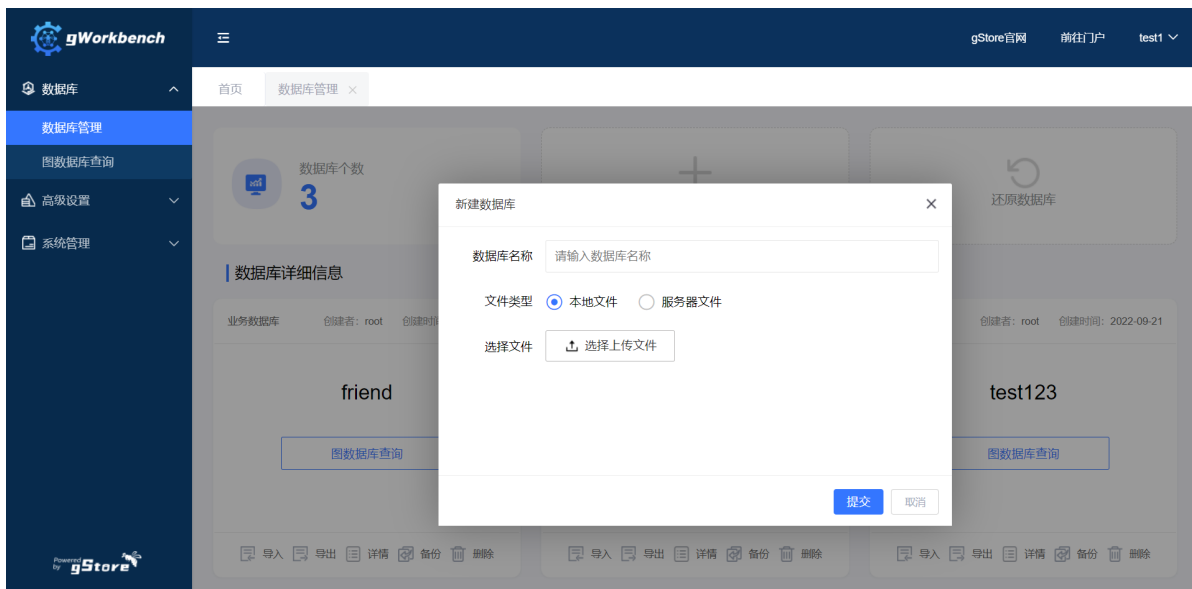 gWorkbench
gStore官网 前往门户 test1
数据库
首页 数据库管理
数据库管理
图数据库查询
高级设置
系统管理
Powered by gStore
数据库个数
3
还原数据库
数据库详细信息
业务数据库 创建者：root 创建时间
friend
图数据库查询
导入 导出 详情 备份 删除
导入 导出 详情 备份 删除
创建者：root 创建时间：2022-09-21
test123
图数据库查询
导入 导出 详情 备份 删除
新建数据库
数据库名称 请输入数据库名称
文件类型 本地文件 服务器文件
选择文件 选择上传文件
提交 取消